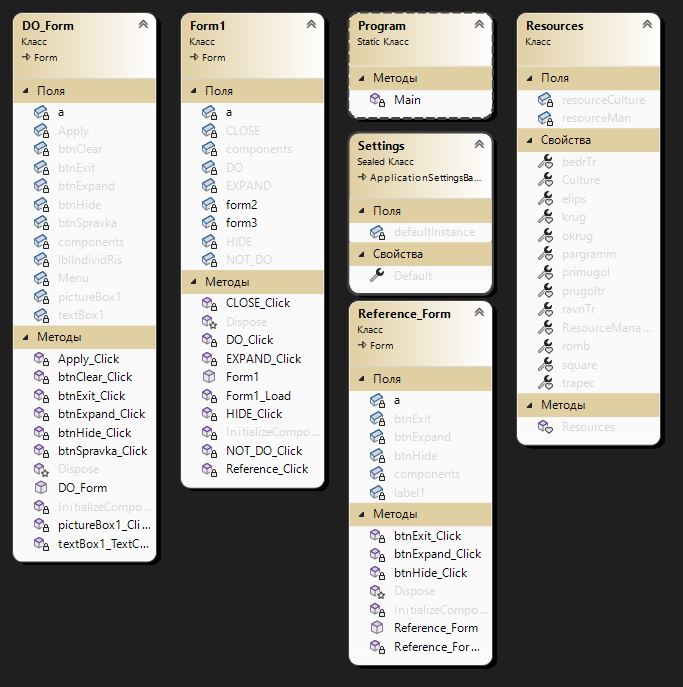 DO_Form
Класс
Form
Поля
a
Apply
btnClear
btnExit
btnExpand
btnHide
btnSpravka
components
lblIndividRis
Menu
pictureBox1
textBox1
Методы
Apply_Click
btnClear_Click
btnExit_Click
btnExpand_Click
btnHide_Click
btnSpravka_Click
Dispose
DO_Form
InitializeCompo...
pictureBox1_Cli...
textBox1_TextC...
Form1
Класс
Form
Поля
a
CLOSE
components
DO
EXPAND
form2
form3
HIDE
NOT_DO
Методы
CLOSE_Click
Dispose
DO_Click
EXPAND_Click
Form1
Form1_Load
HIDE_Click
InitializeCompo...
NOT_DO_Click
Reference_Click
Program
Static Класс
Методы
Main
Settings
Sealed Класс
ApplicationSettingsBa...
Поля
defaultInstance
Свойства
Default
Reference_Form
Класс
Form
Поля
a
btnExit
btnExpand
btnHide
components
label1
Методы
btnExit_Click
btnExpand_Click
btnHide_Click
Dispose
InitializeCompo...
Reference_Form
Reference_For...
Resources
Класс
Поля
resourceCulture
resourceMan
Свойства
bedrTr
Culture
elips
krug
okrug
pargramm
primugol
prugoltr
ravnTr
ResourceMana...
romb
square
trapec
Методы
Resources